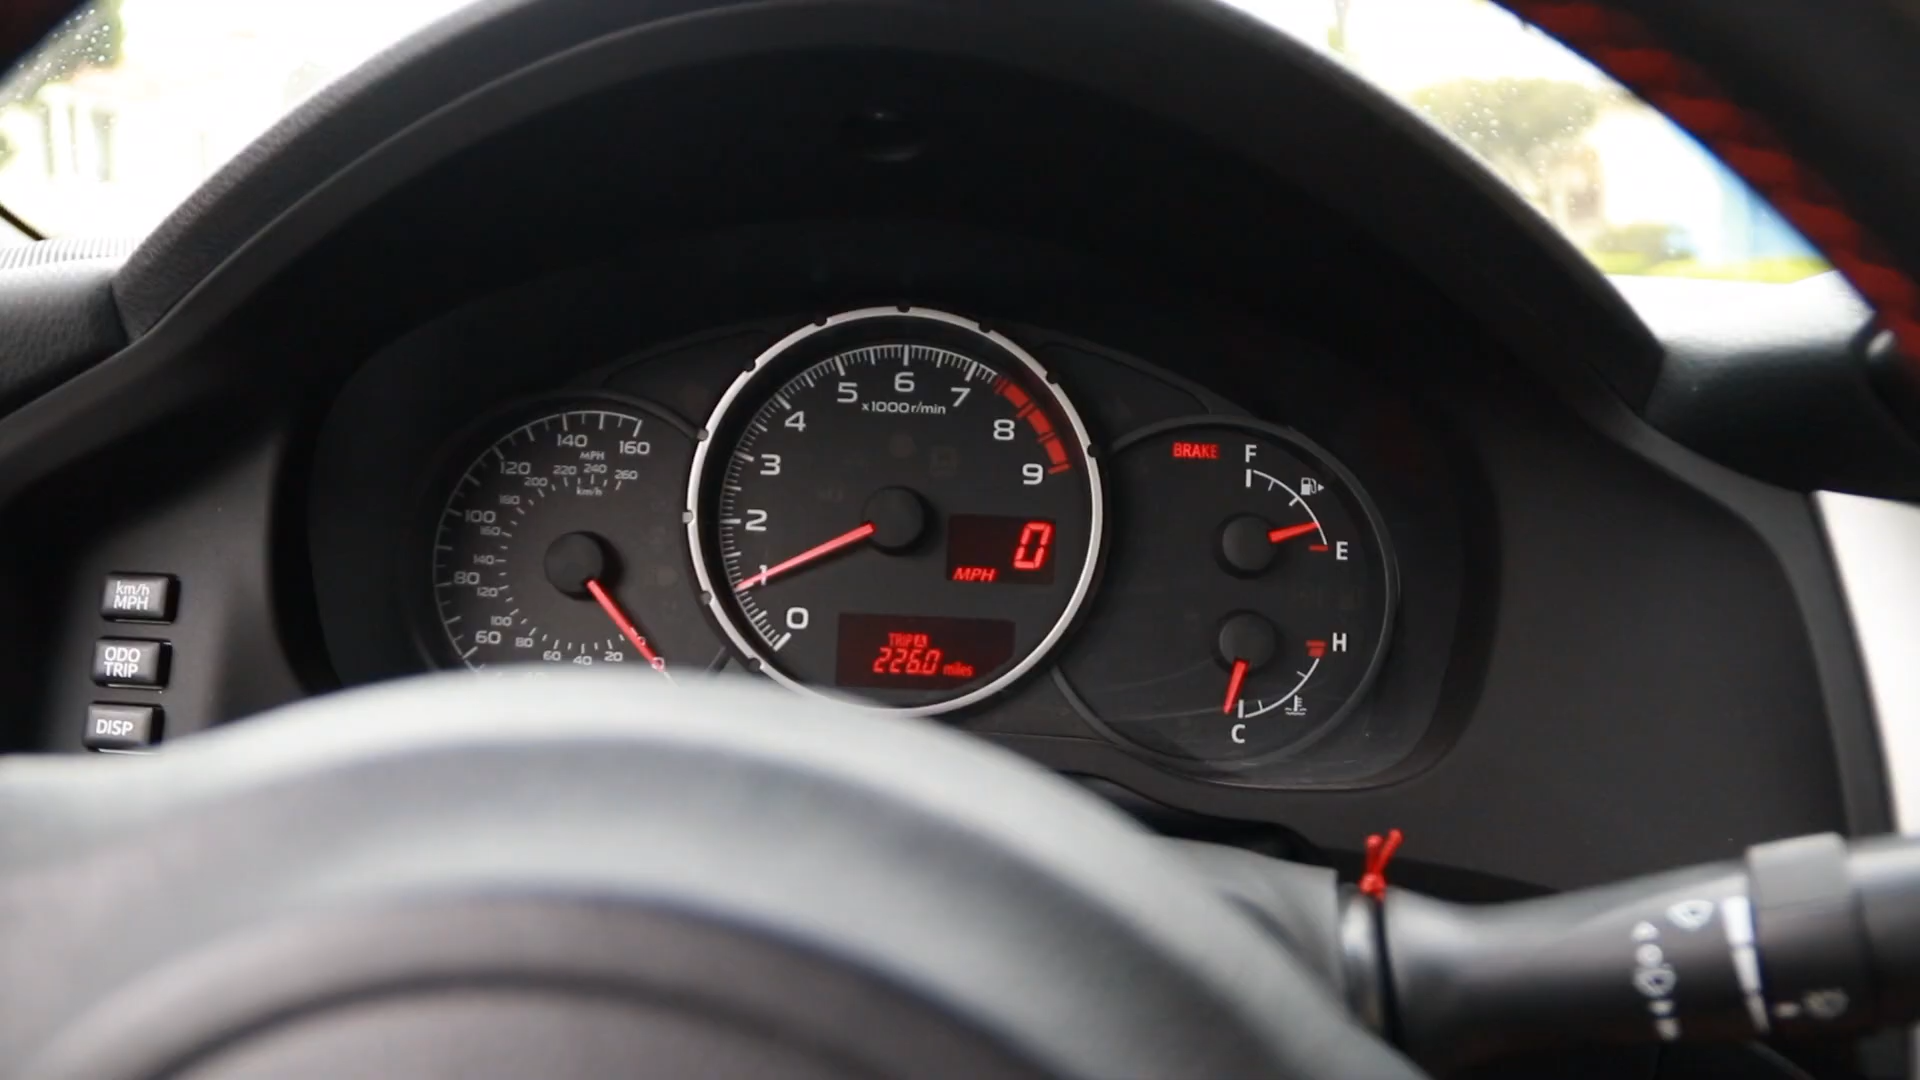 140
160
MPH
120
220
240
260
200
km/h
180
100
160
140
80
120
100
60
80
60
40
20
0
1
2
3
4
5
6
7
8
9
x1000r/min
0
MPH
TRIP A
226.0 miles
BRAKE
F
E
H
C
km/h
MPH
ODO
TRIP
DISP